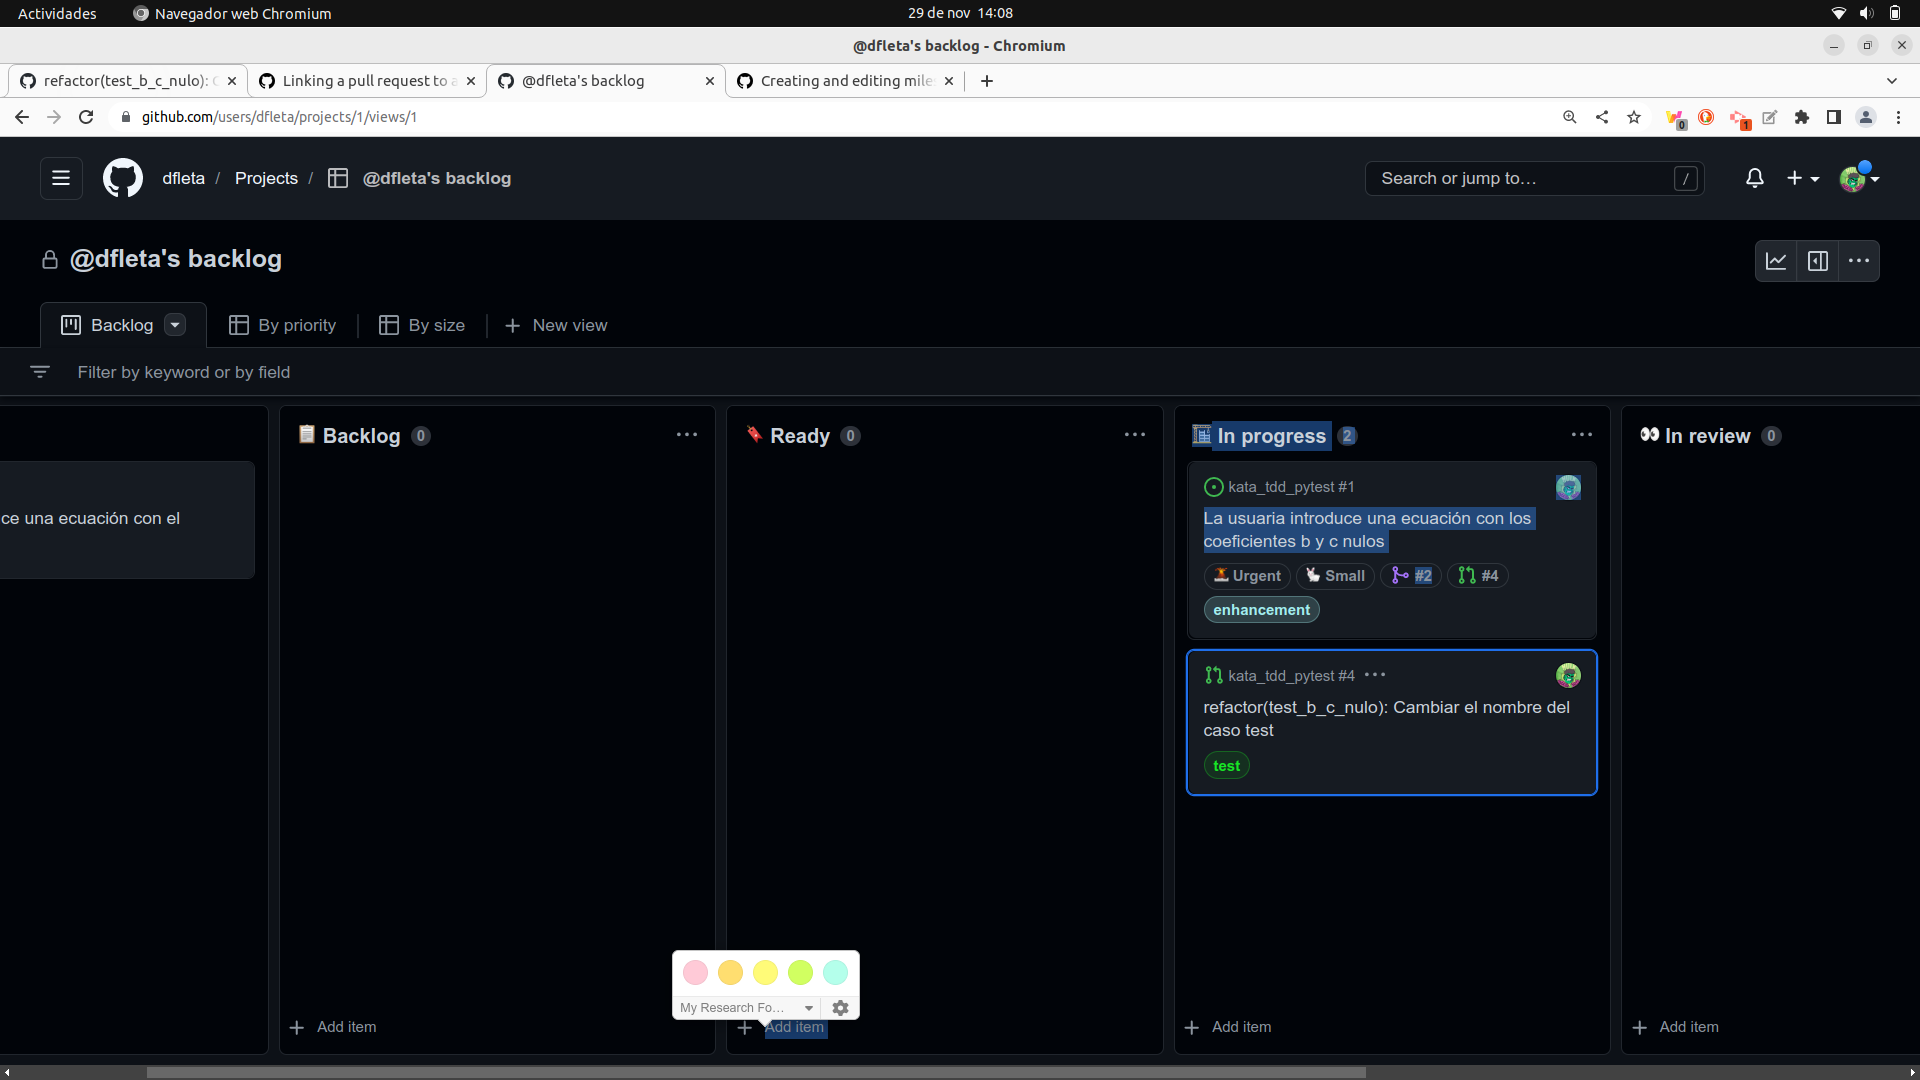 Actividades
Navegador web Chromium
29 de nov 14:08
@dfleta's backlog - Chromium
refactor(test_b_c_nulo):
Linking a pull request to
@dfleta's backlog
Creating and editing mile
github.com/users/dfleta/projects/1/views/1
0
1
dfleta / Projects / @dfleta's backlog
Search or jump to…
/
@dfleta's backlog
Backlog
By priority
By size
New view
Filter by keyword or by field
ce una ecuación con el
Backlog 0
Add item
Ready 0
Add item
In progress 2
kata_tdd_pytest #1
La usuaria introduce una ecuación con los
coeficientes b y c nulos
Urgent
Small
#2
#4
enhancement
kata_tdd_pytest #4
refactor(test_b_c_nulo): Cambiar el nombre del
caso test
test
Add item
In review 0
Add item
My Research Fo…